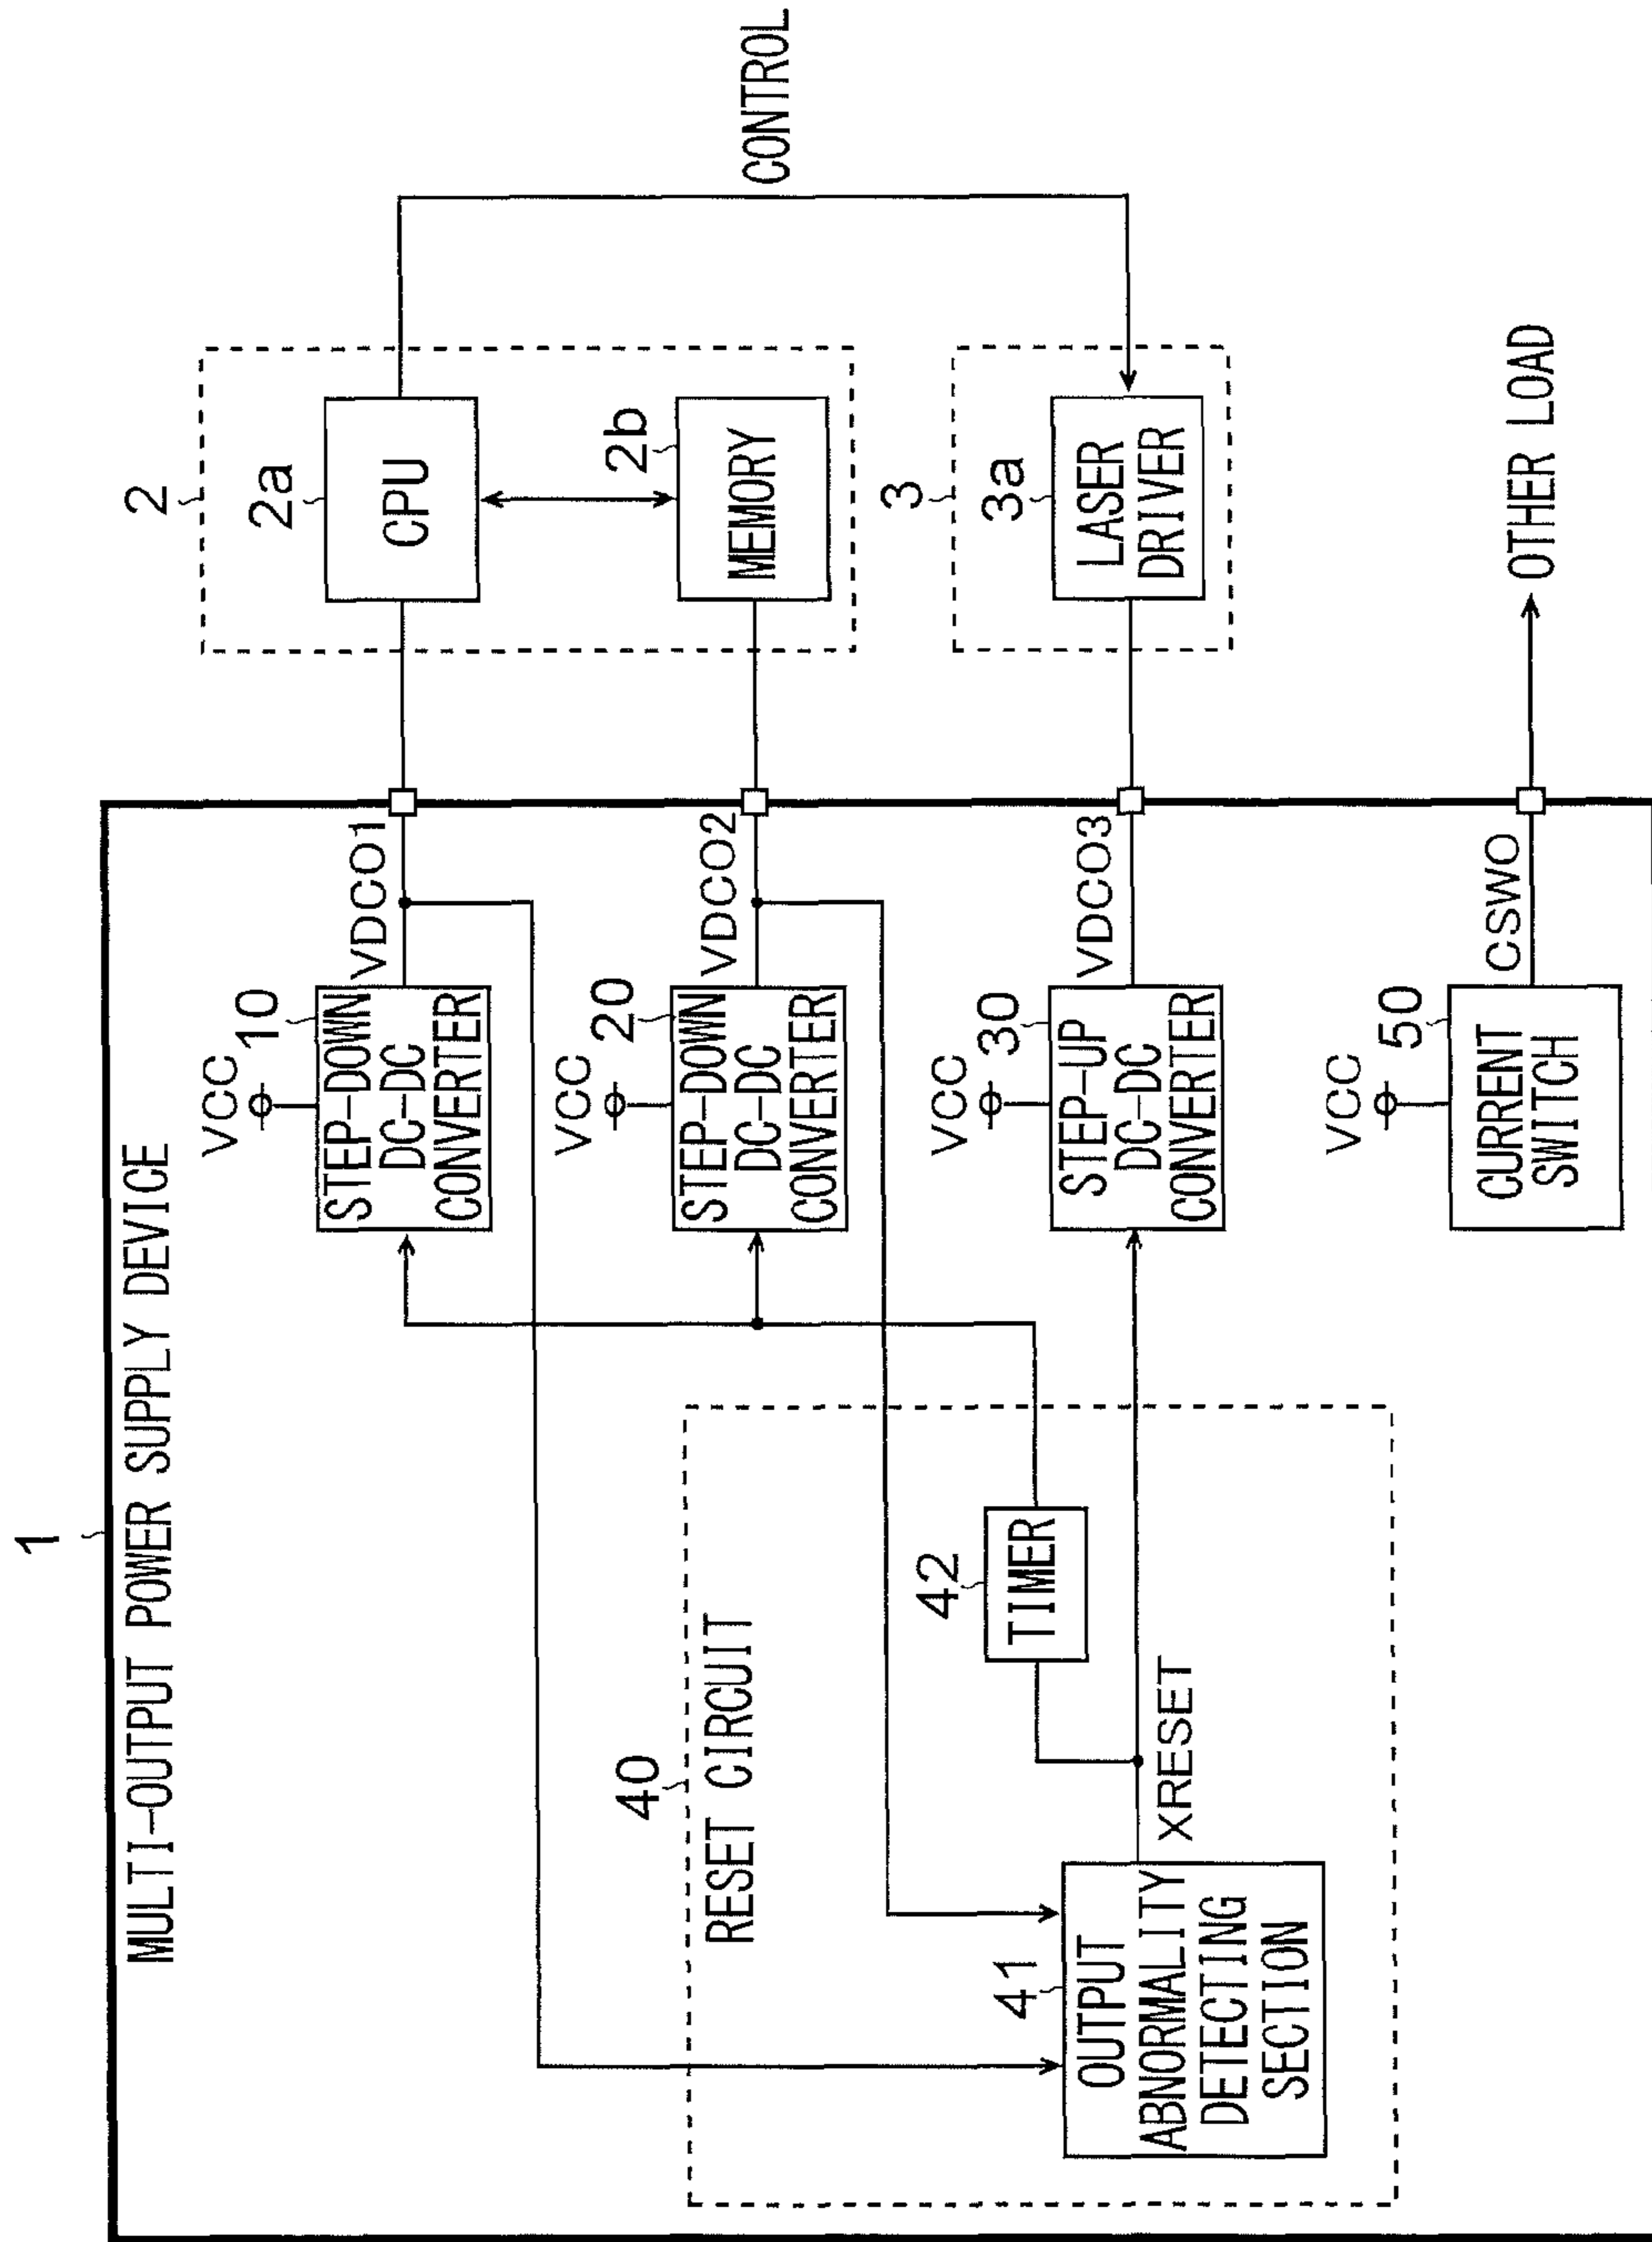 1
MULTI-OUTPUT POWER SUPPLY DEVICE
VCC
10
STEP-DOWN
DC-DC
CONVERTER
VDCO1
2
2a
CPU
VCC
20
STEP-DOWN
DC-DC
CONVERTER
VDCO2
2b
MEMORY
CONTROL
40
RESET CIRCUIT
42
TIMER
VCC
30
STEP-UP
DC-DC
CONVERTER
VDCO3
3
3a
LASER
DRIVER
41
OUTPUT
ABNORMALITY
DETECTING
SECTION
XRESET
VCC
50
CURRENT
SWITCH
CSWO
OTHER LOAD